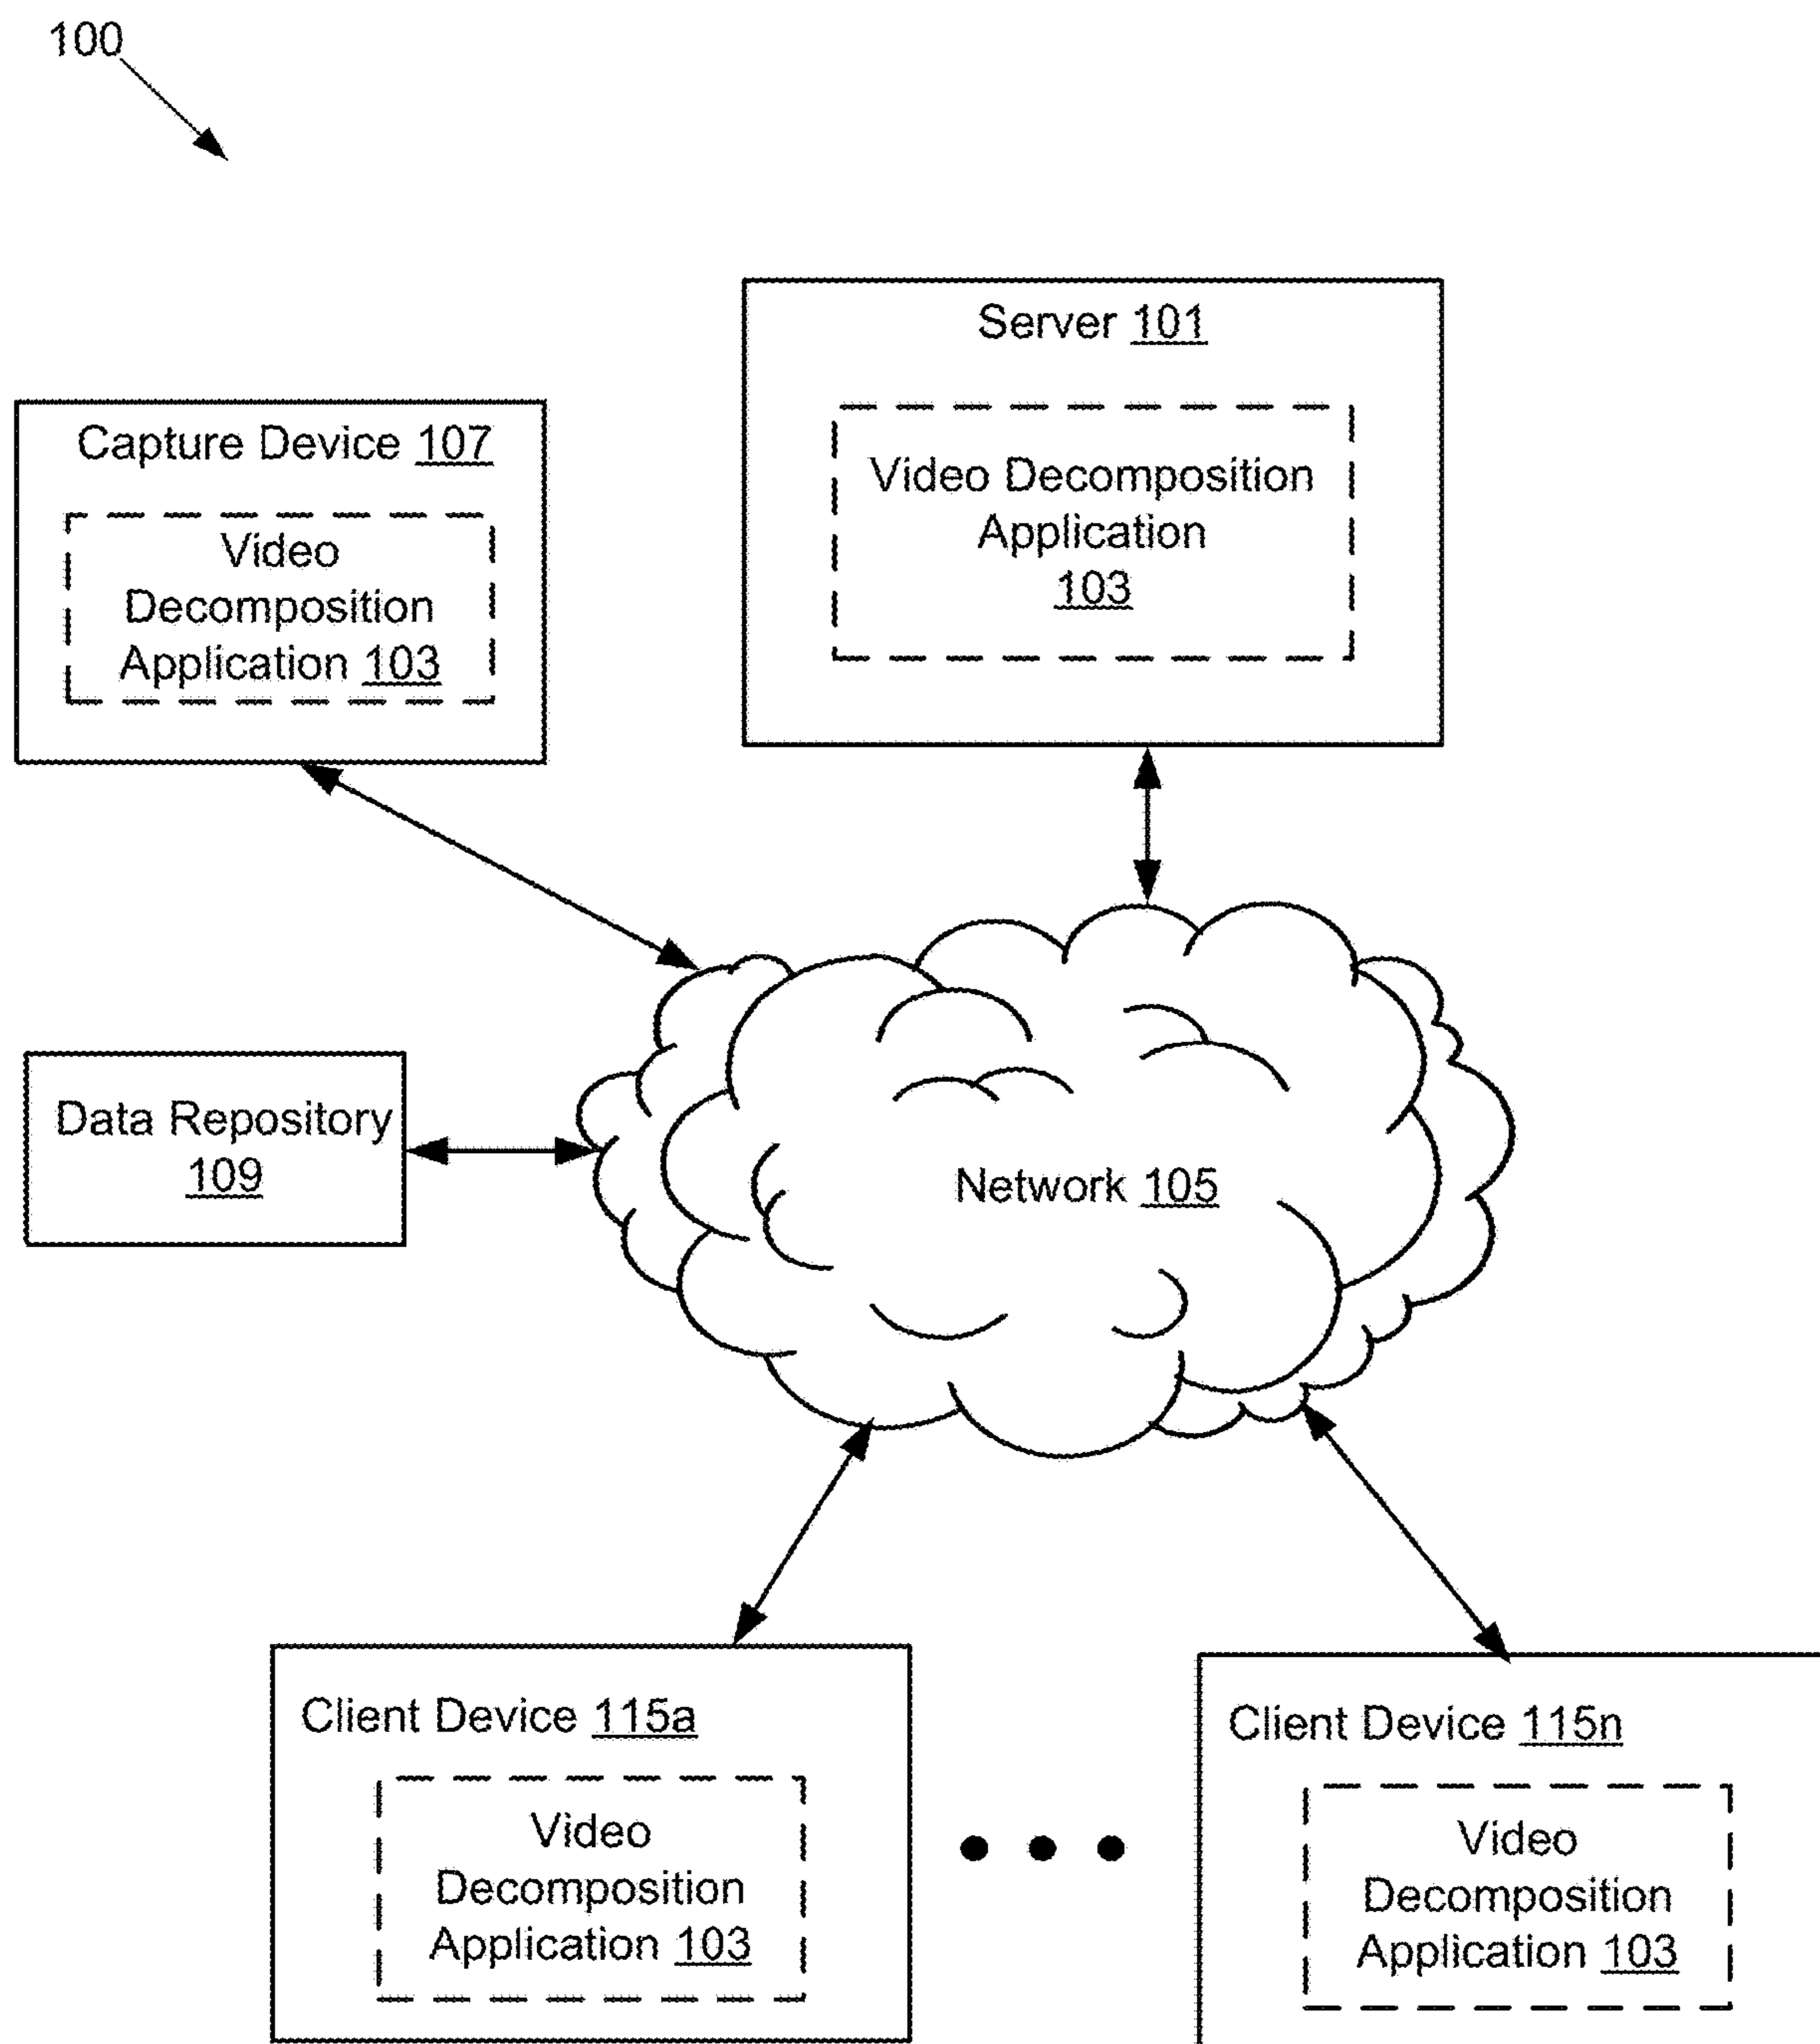 100
Server 101
Video Decomposition
Application
103
Capture Device 107
Video
Decomposition
Application 103
Data Repository
109
Network 105
Client Device 115a
Video
Decomposition
Application 103
Client Device 115n
Video
Decomposition
Application 103